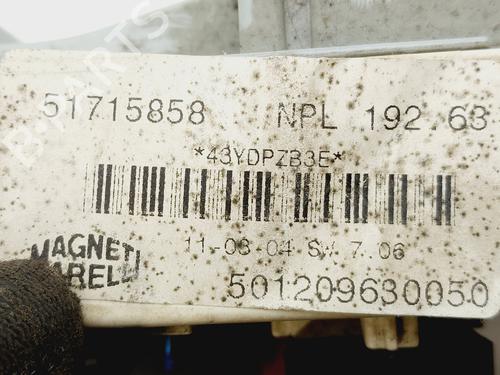 51715858 NPL 192.63
*43YDPZB3E*
11-03-04 SW 7.06
MAGNETI
MARELLI
501209630050